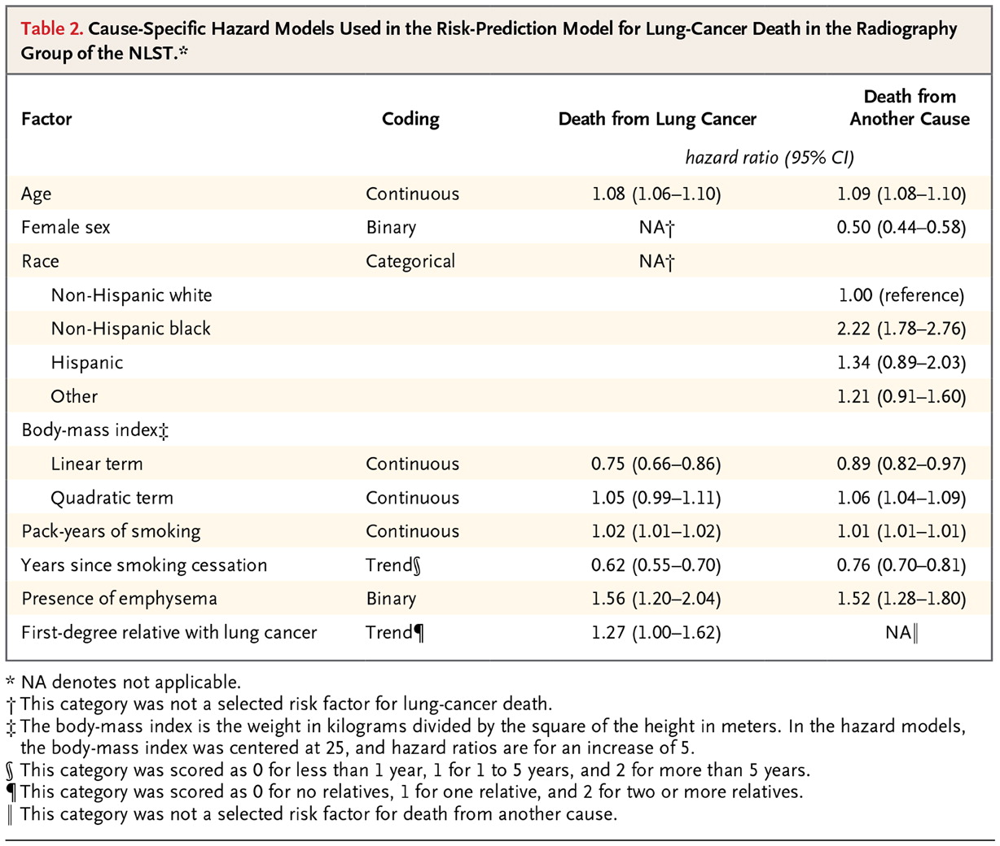 Table 2. Cause-Specific Hazard Models Used in the Risk-Prediction Model for Lung-Cancer Death in the Radiography
Group of the NLST.*
Factor Coding Death from Lung Cancer Death from Another Cause
hazard ratio (95% CI)
Age Continuous 1.08 (1.06–1.10) 1.09 (1.08–1.10)
Female sex Binary NA† 0.50 (0.44–0.58)
Race Categorical NA†
Non-Hispanic white 1.00 (reference)
Non-Hispanic black 2.22 (1.78–2.76)
Hispanic 1.34 (0.89–2.03)
Other 1.21 (0.91–1.60)
Body-mass index‡
Linear term Continuous 0.75 (0.66–0.86) 0.89 (0.82–0.97)
Quadratic term Continuous 1.05 (0.99–1.11) 1.06 (1.04–1.09)
Pack-years of smoking Continuous 1.02 (1.01–1.02) 1.01 (1.01–1.01)
Years since smoking cessation Trend§ 0.62 (0.55–0.70) 0.76 (0.70–0.81)
Presence of emphysema Binary 1.56 (1.20–2.04) 1.52 (1.28–1.80)
First-degree relative with lung cancer Trend¶ 1.27 (1.00–1.62) NA‖
* NA denotes not applicable.
† This category was not a selected risk factor for lung-cancer death.
‡ The body-mass index is the weight in kilograms divided by the square of the height in meters. In the hazard models,
the body-mass index was centered at 25, and hazard ratios are for an increase of 5.
§ This category was scored as 0 for less than 1 year, 1 for 1 to 5 years, and 2 for more than 5 years.
¶ This category was scored as 0 for no relatives, 1 for one relative, and 2 for two or more relatives.
‖ This category was not a selected risk factor for death from another cause.